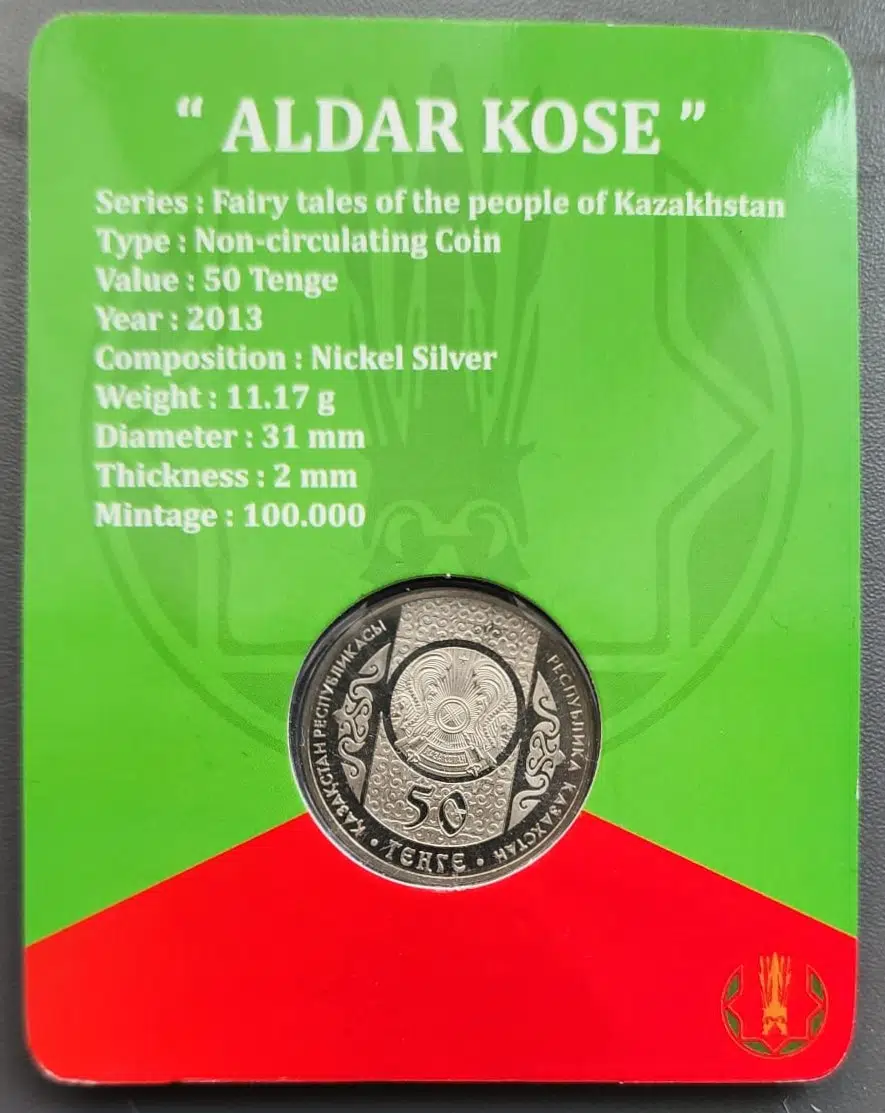 “ ALDAR KOSE ”
Series : Fairy tales of the people of Kazakhstan
Type : Non-circulating Coin
Value : 50 Tenge
Year : 2013
Composition : Nickel Silver
Weight : 11.17 g
Diameter : 31 mm
Thickness : 2 mm
Mintage : 100.000
ҚАЗАҚСТАН РЕСПУБЛИКАСЫ
РЕСПУБЛИКА КАЗАХСТАН
50
• ТЕНГЕ •